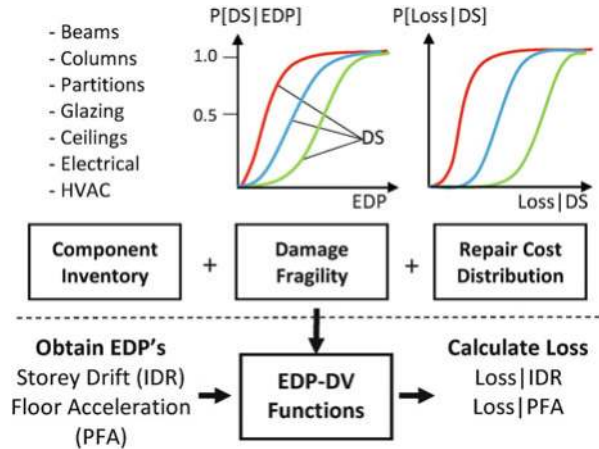 - Beams
- Columns
- Partitions
- Glazing
- Ceilings
- Electrical
- HVAC
P[DS|EDP]
1.0
0.5
DS
EDP
P[Loss|DS]
Loss|DS
Component
Inventory
+
Damage
Fragility
+
Repair Cost
Distribution
Obtain EDP's
Storey Drift (IDR)
Floor Acceleration
(PFA)
EDP-DV
Functions
Calculate Loss
Loss|IDR
Loss|PFA